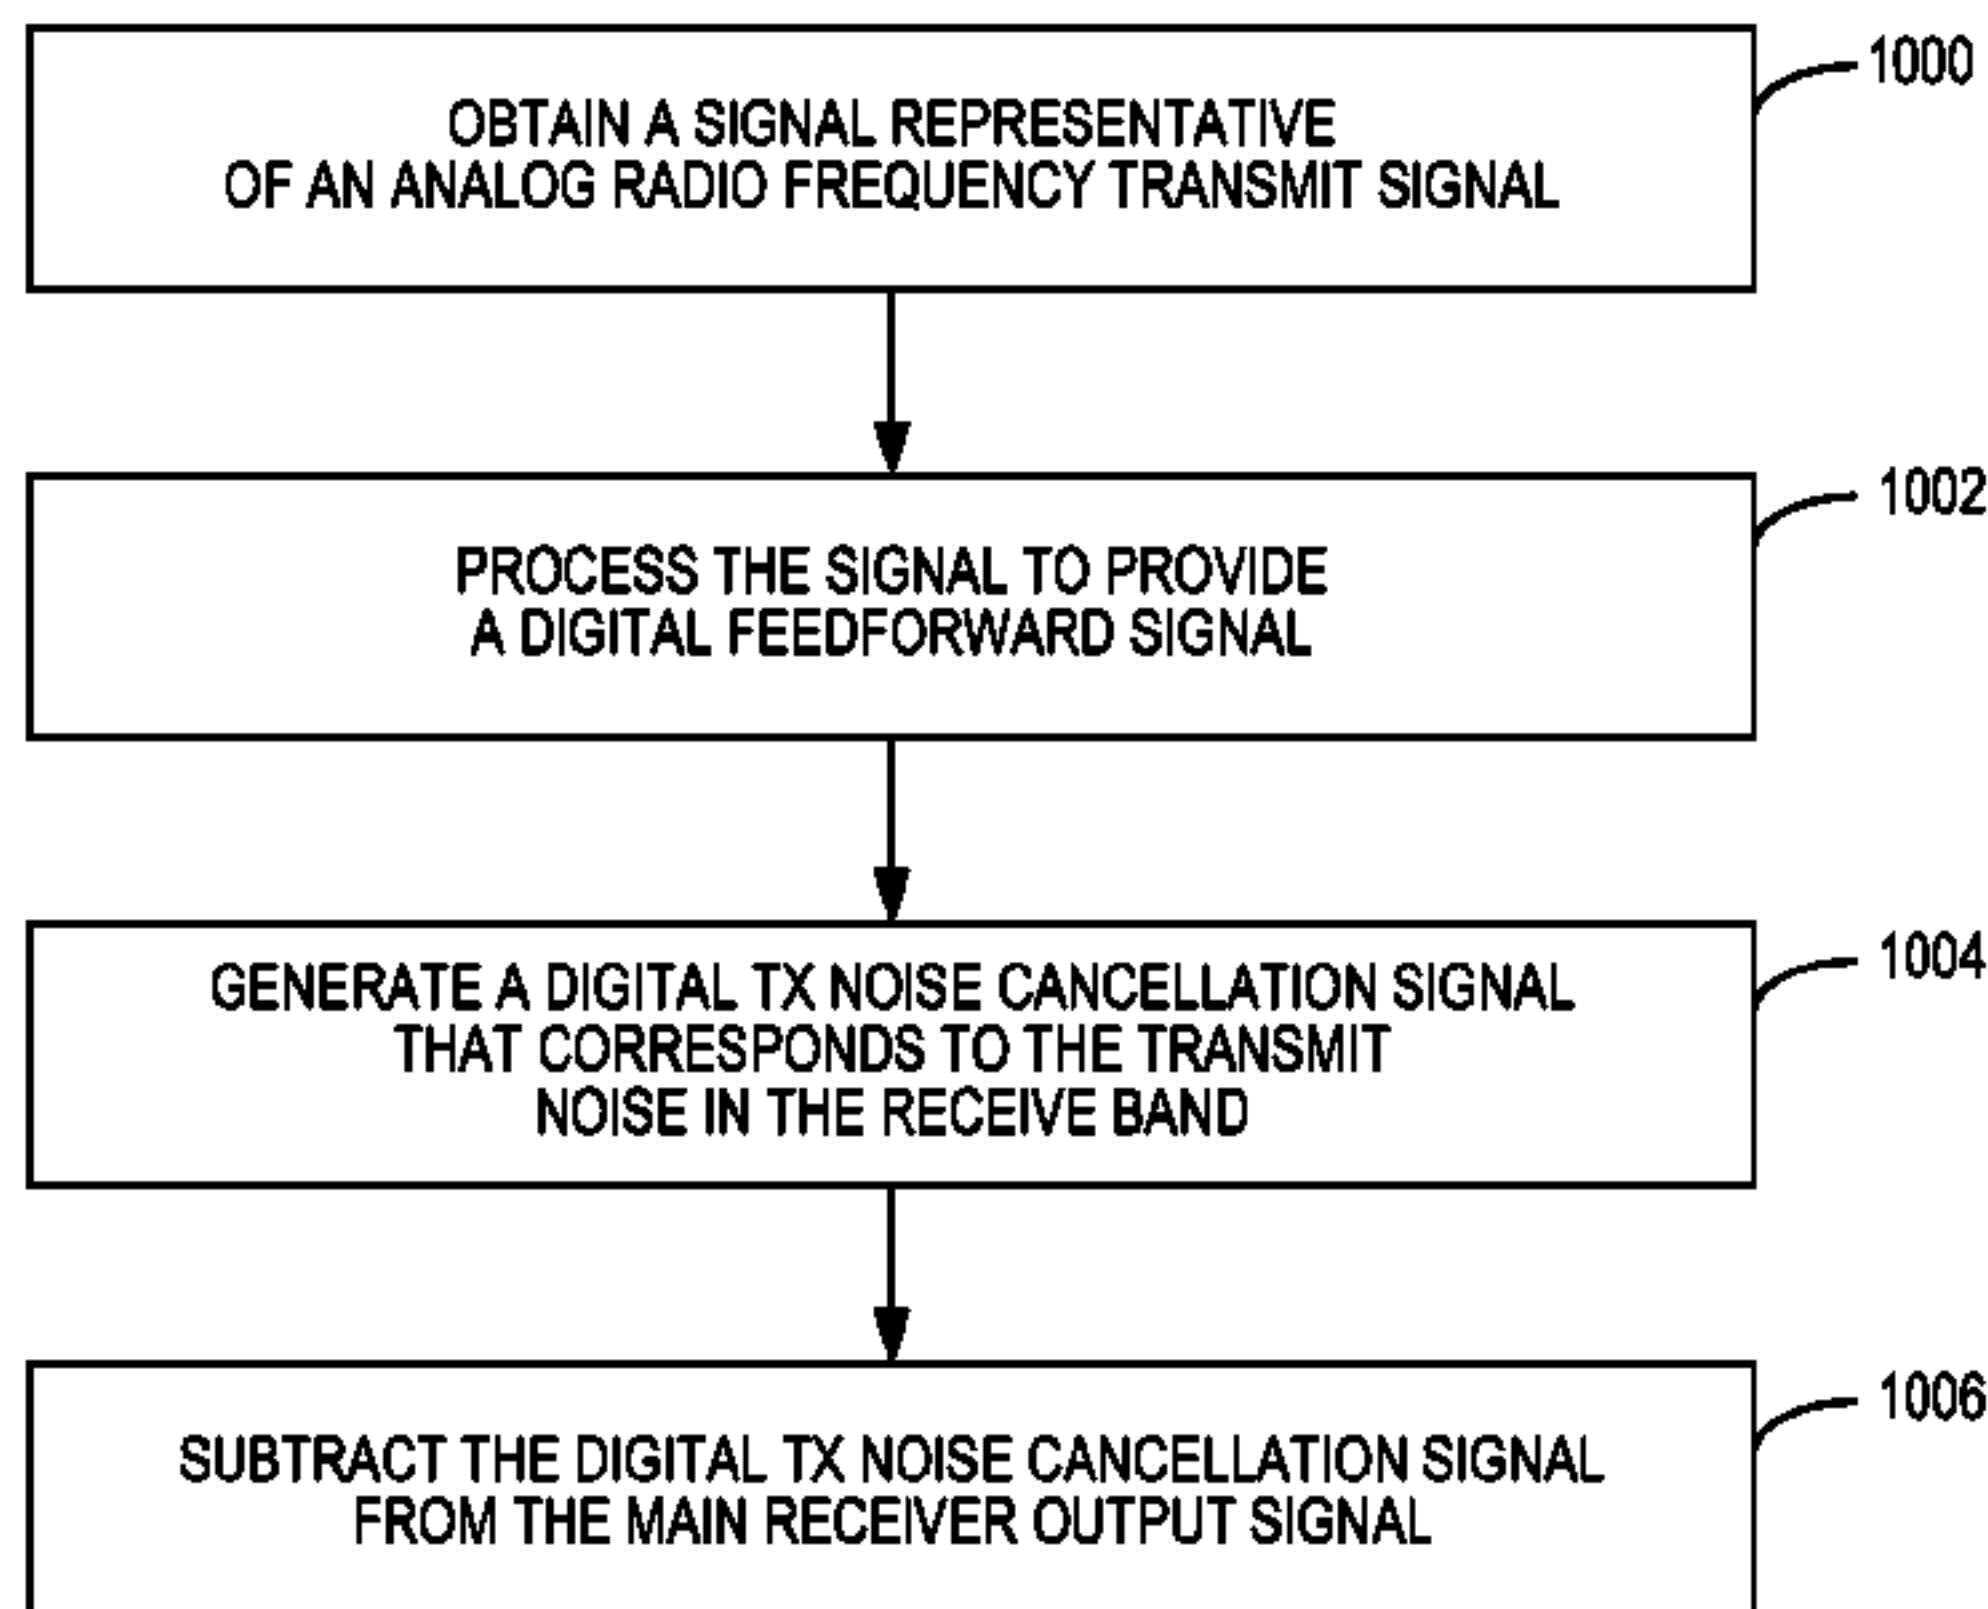 1000
OBTAIN A SIGNAL REPRESENTATIVE
OF AN ANALOG RADIO FREQUENCY TRANSMIT SIGNAL
1002
PROCESS THE SIGNAL TO PROVIDE
A DIGITAL FEEDFORWARD SIGNAL
1004
GENERATE A DIGITAL TX NOISE CANCELLATION SIGNAL
THAT CORRESPONDS TO THE TRANSMIT
NOISE IN THE RECEIVE BAND
1006
SUBTRACT THE DIGITAL TX NOISE CANCELLATION SIGNAL
FROM THE MAIN RECEIVER OUTPUT SIGNAL